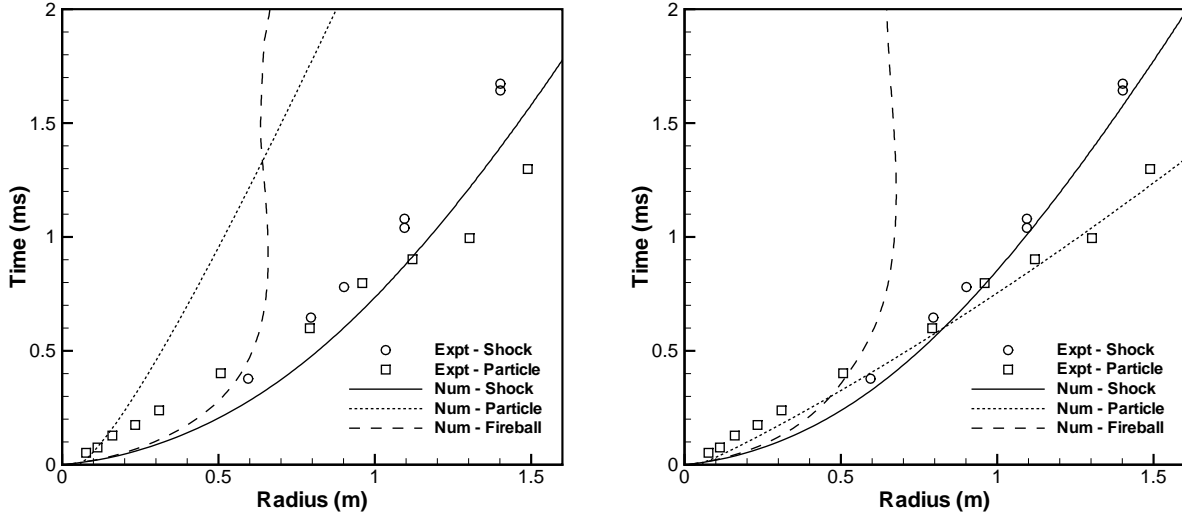 2
1.5
1
0.5
0
Time (ms)
Expt - Shock
Expt - Particle
Num - Shock
Num - Particle
Num - Fireball
0 0.5 1 1.5
Radius (m)
2
1.5
1
0.5
0
Time (ms)
Expt - Shock
Expt - Particle
Num - Shock
Num - Particle
Num - Fireball
0 0.5 1 1.5
Radius (m)